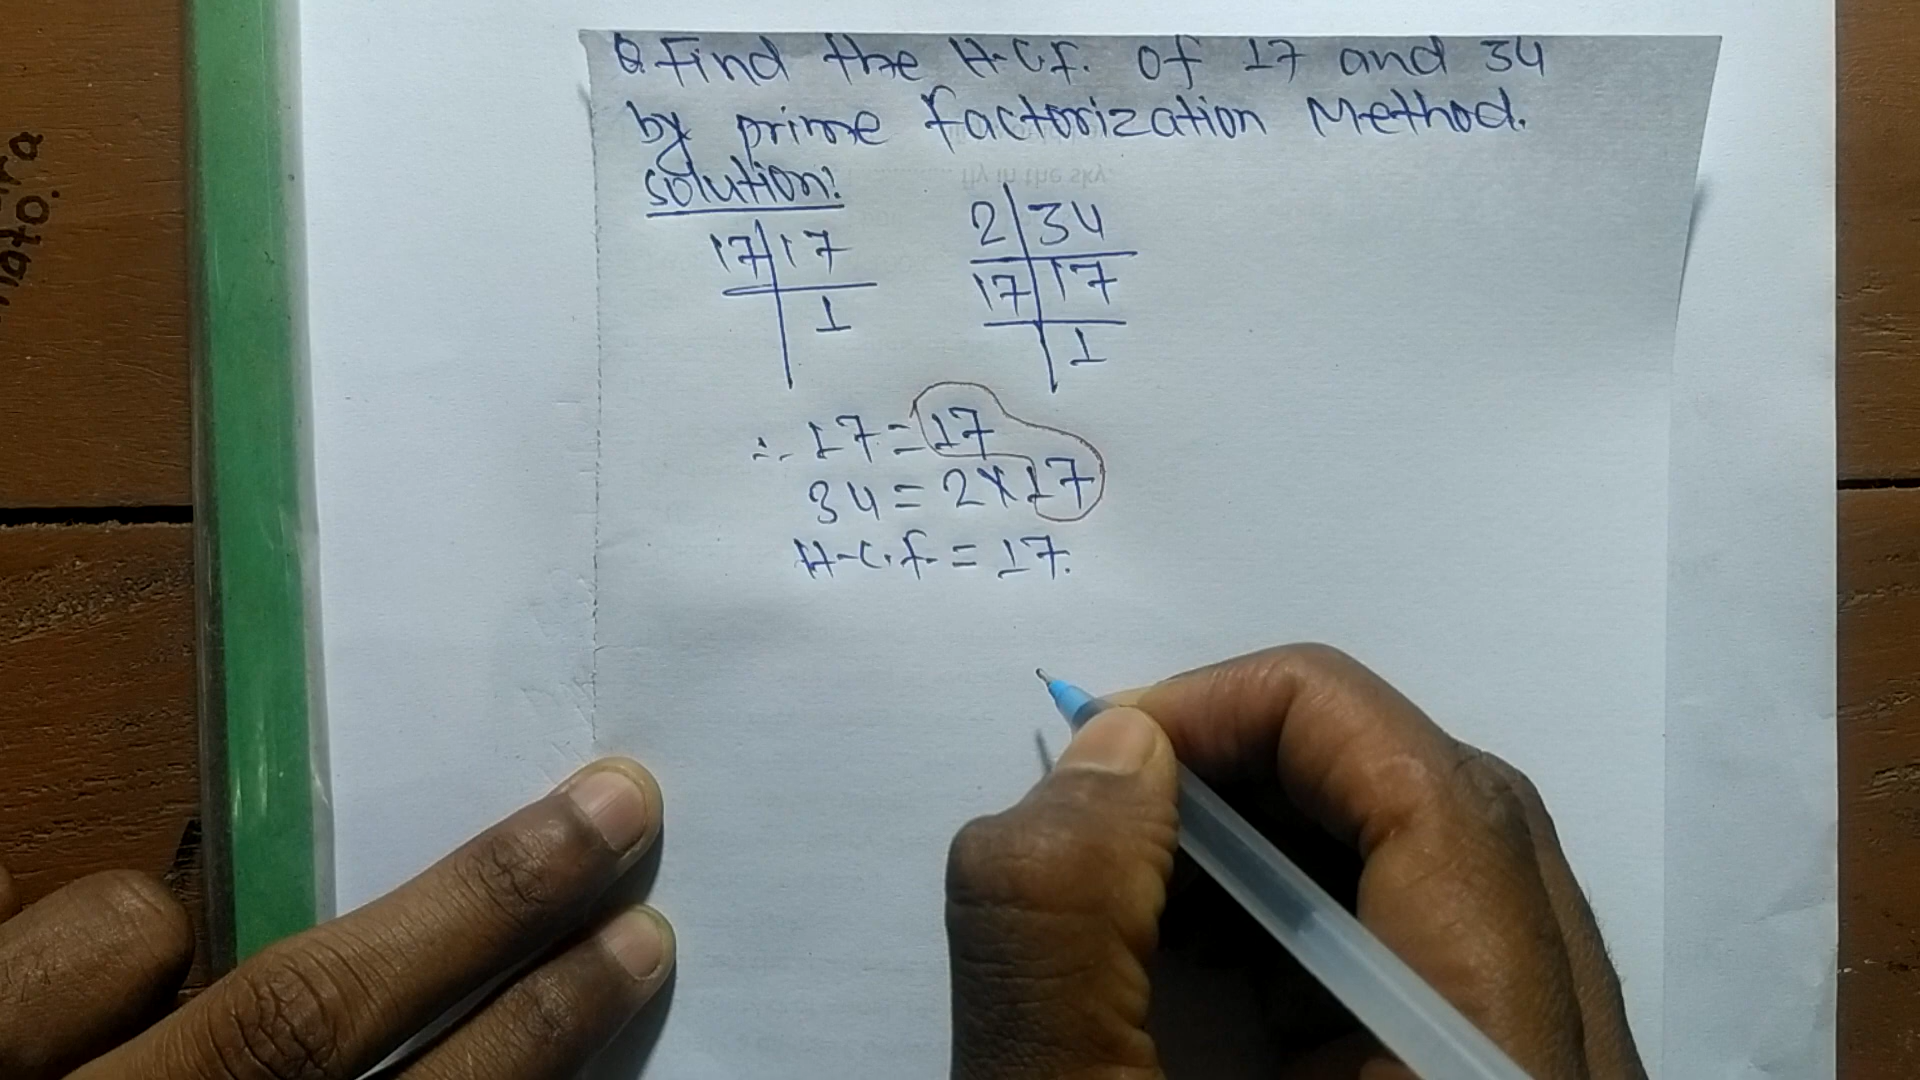 Q Find the H.C.F. of 17 and 34
by prime factorization Method.
solution:
17 | 17
1
2 | 34
17 | 17
1
∴ 17 = 17
34 = 2 × 17
H.C.F. = 17.